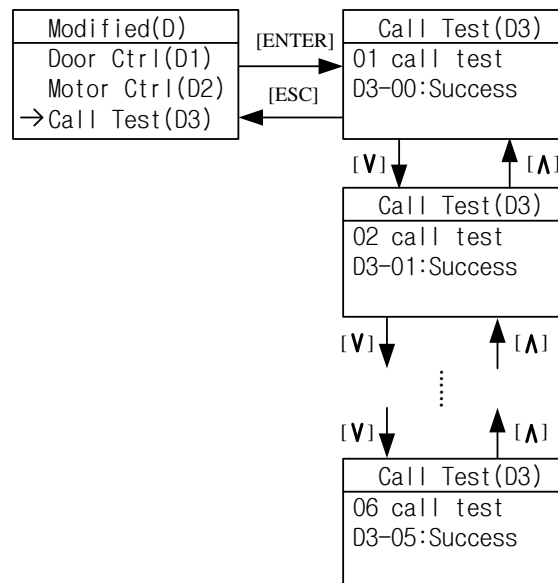 Modified(D)
Door Ctrl(D1)
Motor Ctrl(D2)
→Call Test(D3)
[ENTER]
[ESC]
Call Test(D3)
01 call test
D3-00:Success
[∨]
[∧]
Call Test(D3)
02 call test
D3-01:Success
[∨]
[∧]
[∨]
[∧]
Call Test(D3)
06 call test
D3-05:Success